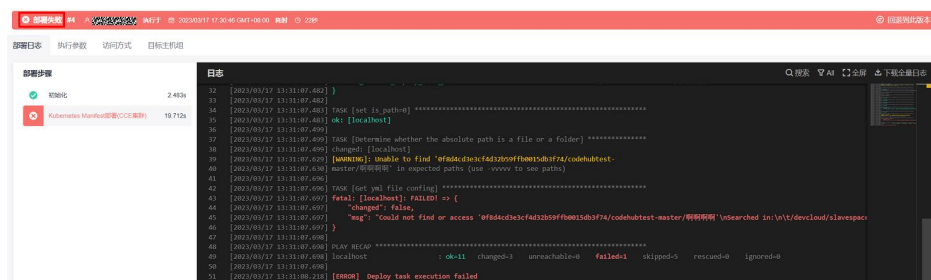 部署失败 #4 执行于 2023/03/17 17:30:46 GMT+08:00 耗时 22秒 回退到此版本
部署日志 执行参数 访问方式 目标主机组
部署步骤
初始化 2.483s
Kubernetes Manifest部署(CCE集群) 19.712s
日志 搜索 All 全屏 下载全量日志
32 [2023/03/17 13:31:07.482] }
33 [2023/03/17 13:31:07.482]
34 [2023/03/17 13:31:07.483] TASK [set is_path=0] **********************************************************
35 [2023/03/17 13:31:07.483] ok: [localhost]
36 [2023/03/17 13:31:07.499]
37 [2023/03/17 13:31:07.499] TASK [Determine whether the absolute path is a file or a folder] ***************
38 [2023/03/17 13:31:07.499] changed: [localhost]
39 [2023/03/17 13:31:07.629] [WARNING]: Unable to find '0f8d4cd3e3cf4d32b59ffb0015db3f74/codehubtest-
40 [2023/03/17 13:31:07.630] master/啊啊啊啊' in expected paths (use -vvvvv to see paths)
41 [2023/03/17 13:31:07.696]
42 [2023/03/17 13:31:07.696] TASK [Get yml file confing] ****************************************************
43 [2023/03/17 13:31:07.697] fatal: [localhost]: FAILED! => {
44 [2023/03/17 13:31:07.697] "changed": false,
45 [2023/03/17 13:31:07.697] "msg": "Could not find or access '0f8d4cd3e3cf4d32b59ffb0015db3f74/codehubtest-master/啊啊啊啊'\nSearched in:\n\t/devcloud/slavespac
46 [2023/03/17 13:31:07.697] }
47 [2023/03/17 13:31:07.698]
48 [2023/03/17 13:31:07.698] PLAY RECAP *********************************************************************
49 [2023/03/17 13:31:07.698] localhost : ok=11 changed=3 unreachable=0 failed=1 skipped=5 rescued=0 ignored=0
50 [2023/03/17 13:31:07.698]
51 [2023/03/17 13:31:08.218] [ERROR] Deploy task execution failed